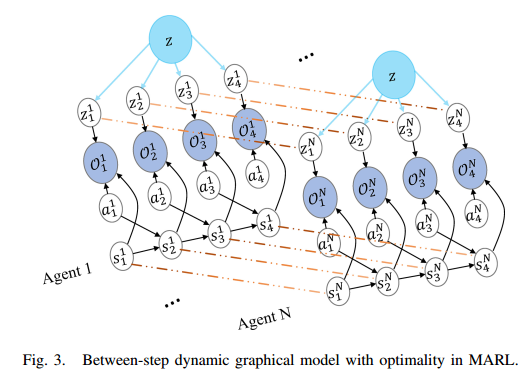 z
...
z
z_1^1
z_2^1
z_3^1
z_4^1
z_1^N
z_2^N
z_3^N
z_4^N
O_1^1
O_2^1
O_3^1
O_4^1
O_1^N
O_2^N
O_3^N
O_4^N
a_1^1
a_2^1
a_3^1
a_4^1
a_1^N
a_2^N
a_3^N
a_4^N
s_1^1
s_2^1
s_3^1
s_4^1
s_1^N
s_2^N
s_3^N
s_4^N
Agent 1
...
Agent N
Fig. 3. Between-step dynamic graphical model with optimality in MARL.